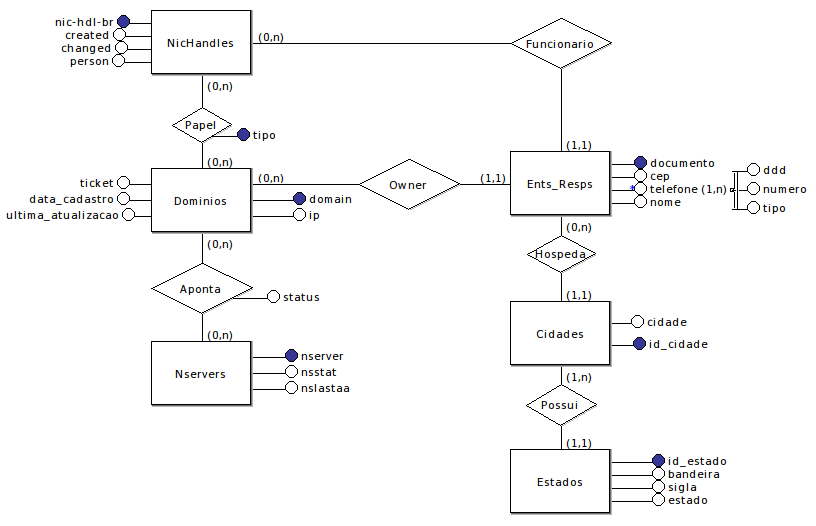 nic-hdl-br
created
changed
person
NicHandles
(0,n)
Funcionario
(0,n)
Papel
tipo
(0,n)
(1,1)
ticket
data_cadastro
ultima_atualizacao
Dominios
(0,n)
domain
ip
Owner
(1,1)
Ents_Resps
documento
cep
telefone (1,n)
nome
ddd
numero
tipo
(0,n)
(0,n)
Hospeda
Aponta
status
(1,1)
(0,n)
Cidades
cidade
id_cidade
Nservers
nserver
nsstat
nslastaa
(1,n)
Possui
(1,1)
Estados
id_estado
bandeira
sigla
estado